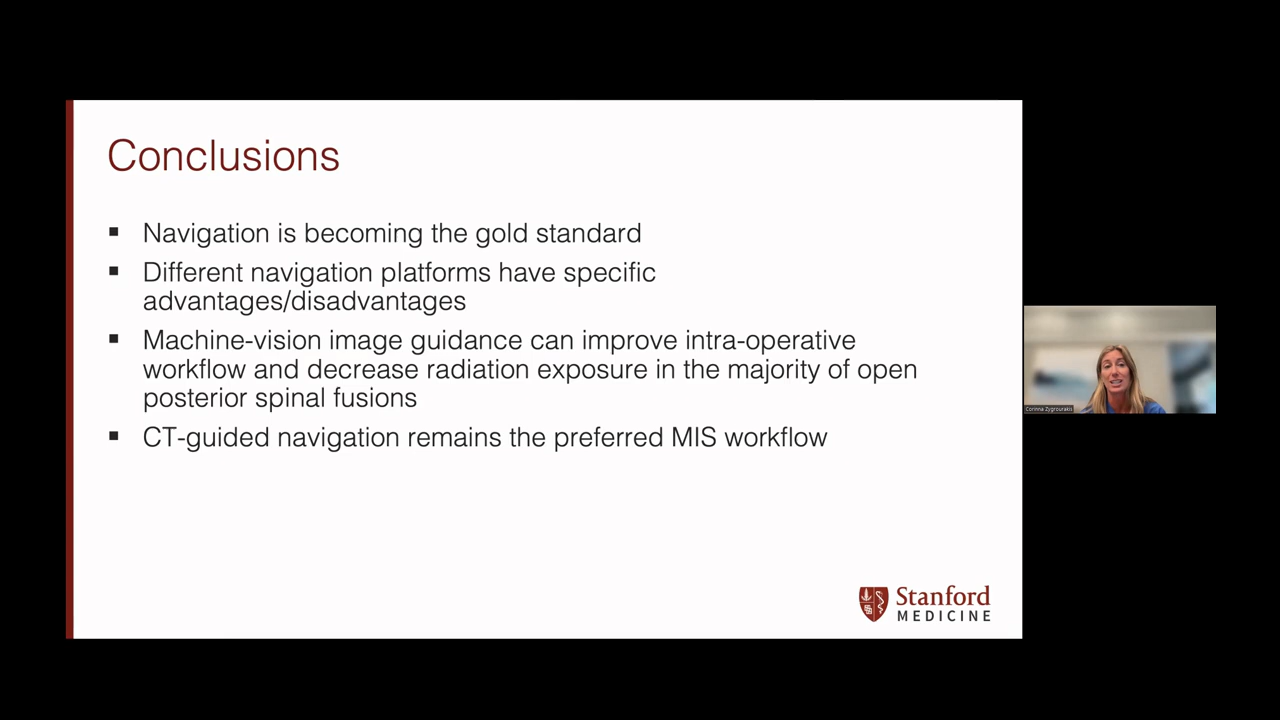 Conclusions
▪ Navigation is becoming the gold standard
▪ Different navigation platforms have specific
advantages/disadvantages
▪ Machine-vision image guidance can improve intra-operative
workflow and decrease radiation exposure in the majority of open
posterior spinal fusions
▪ CT-guided navigation remains the preferred MIS workflow
Corinna Zygourakis
Stanford
MEDICINE